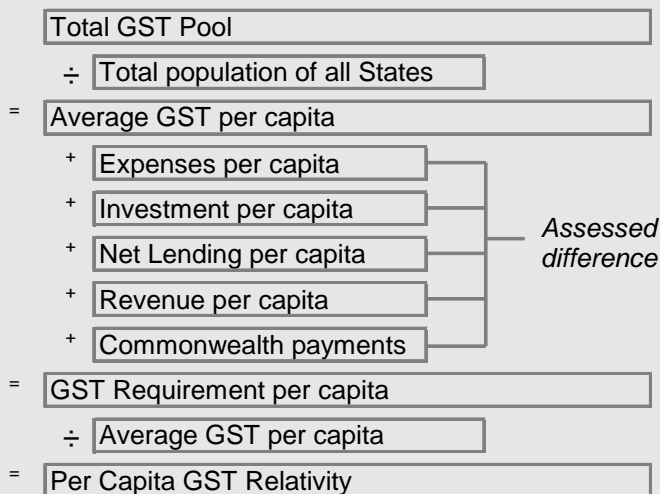 Total GST Pool
÷ Total population of all States
= Average GST per capita
+ Expenses per capita
+ Investment per capita
+ Net Lending per capita
+ Revenue per capita
+ Commonwealth payments
Assessed
difference
= GST Requirement per capita
÷ Average GST per capita
= Per Capita GST Relativity